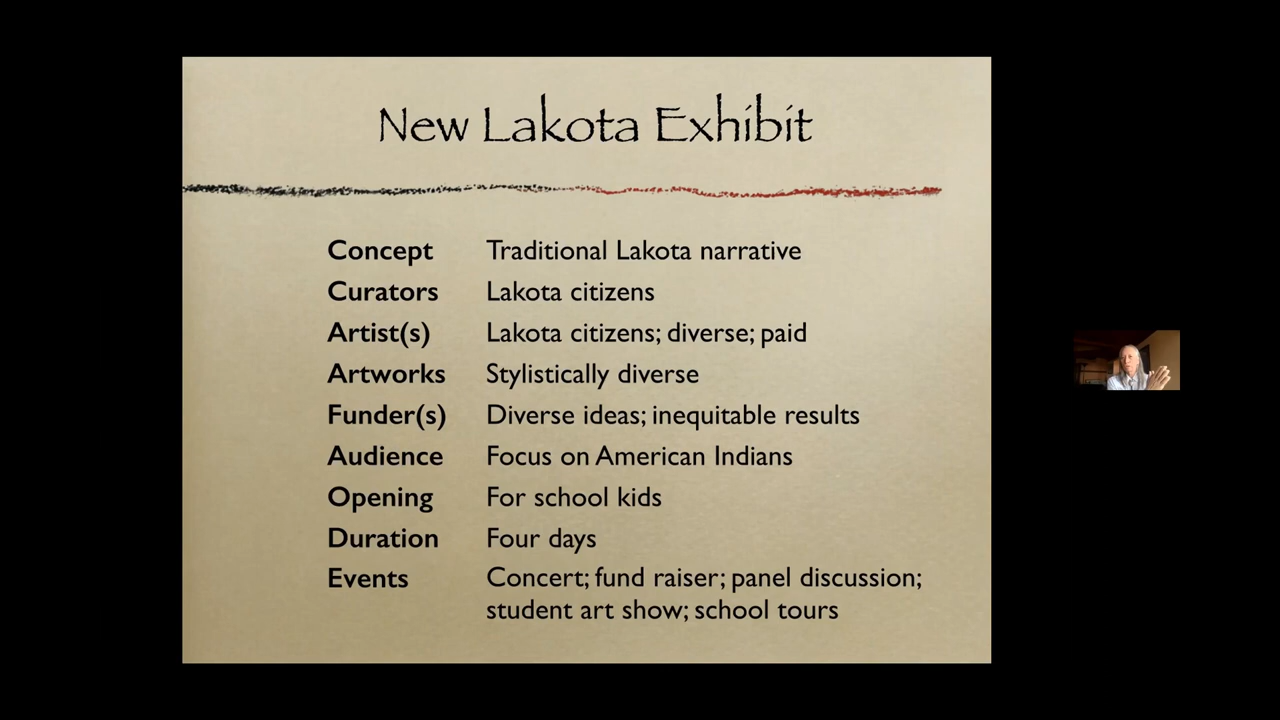 New Lakota Exhibit
Concept Traditional Lakota narrative
Curators Lakota citizens
Artist(s) Lakota citizens; diverse; paid
Artworks Stylistically diverse
Funder(s) Diverse ideas; inequitable results
Audience Focus on American Indians
Opening For school kids
Duration Four days
Events Concert; fund raiser; panel discussion;
student art show; school tours